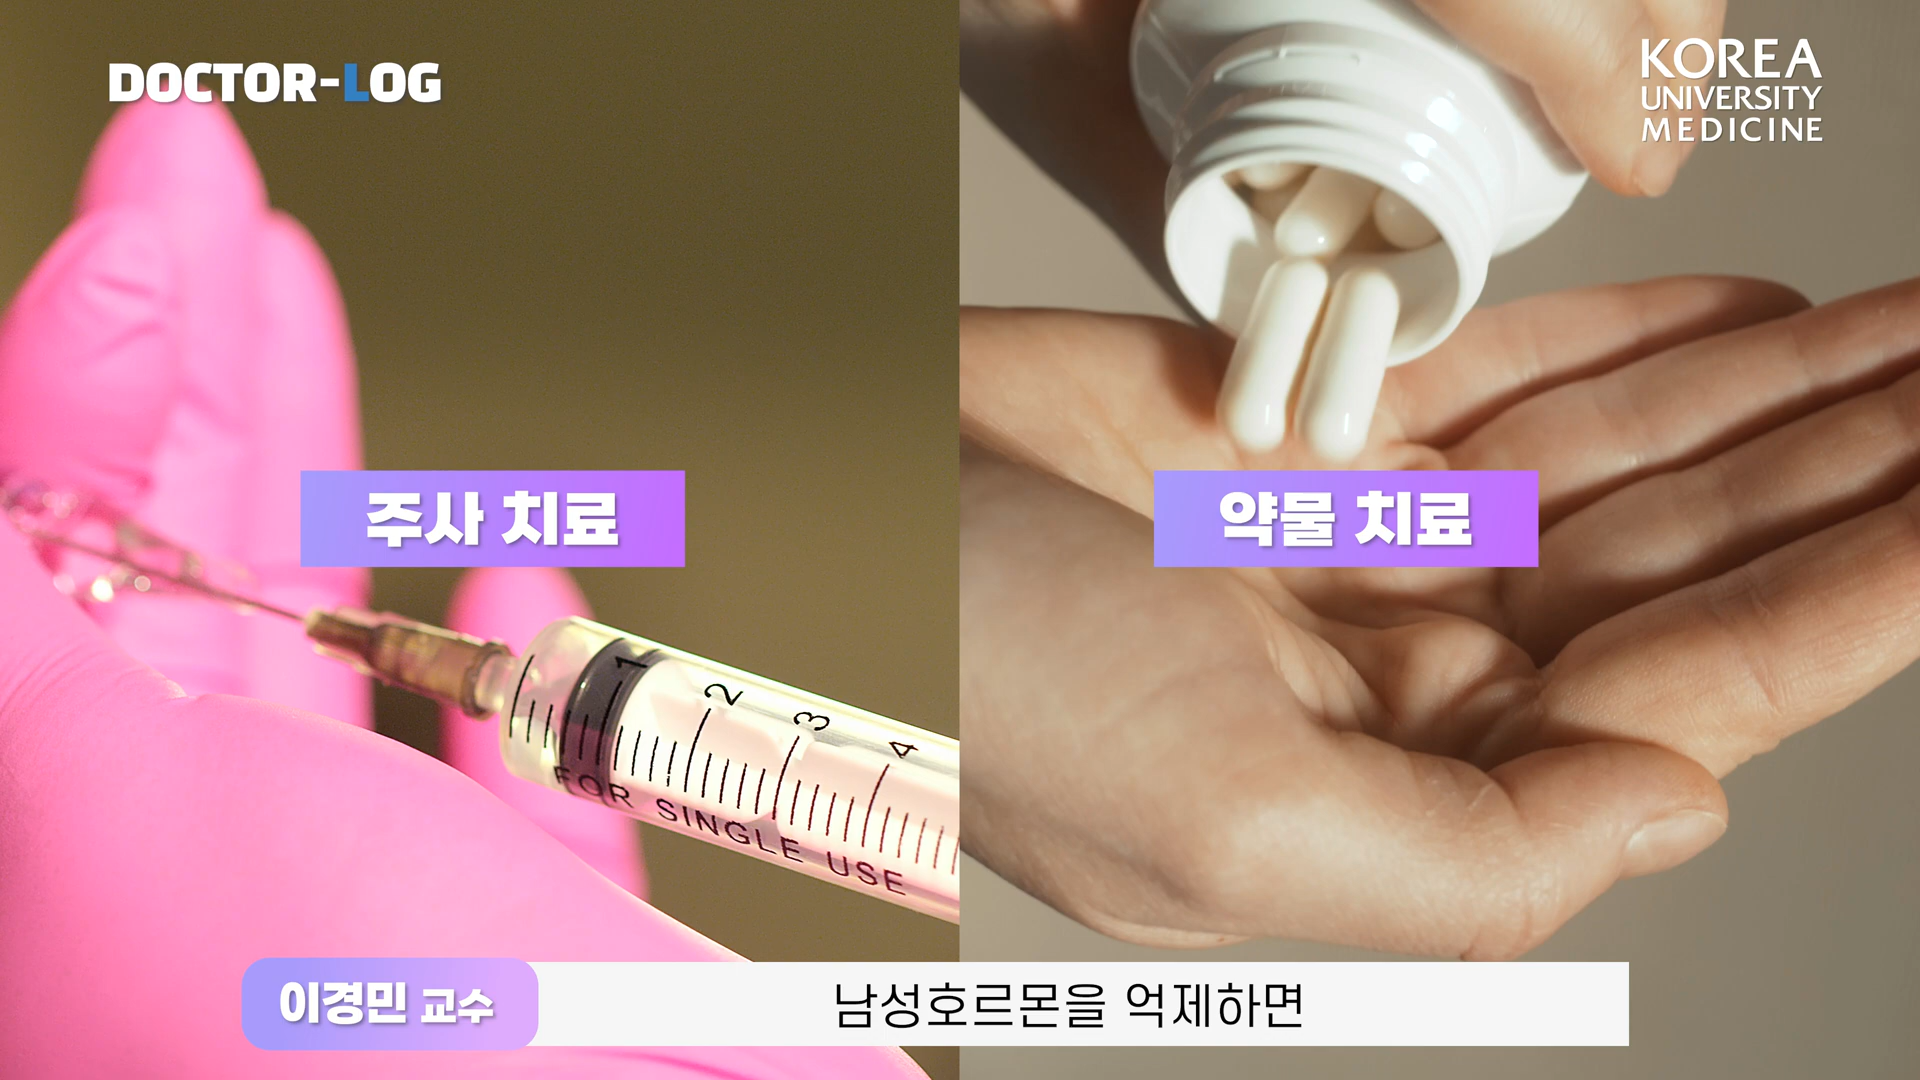 DOCTOR-LOG
KOREA
UNIVERSITY
MEDICINE
주사 치료
약물 치료
1
2
3
4
FOR SINGLE USE
이경민 교수
남성호르몬을 억제하면